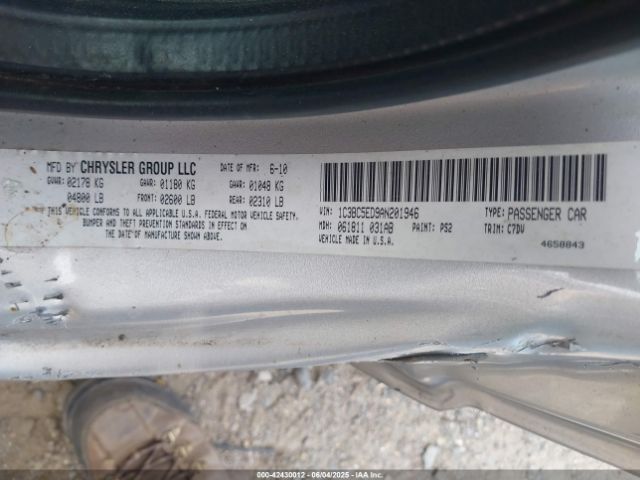 MFD BY CHRYSLER GROUP LLC DATE OF MFR: 6-10
GVWR: 02178 KG GAWR: 01180 KG GAWR: 01048 KG
04800 LB FRONT: 02600 LB REAR: 02310 LB
THIS VEHICLE CONFORMS TO ALL APPLICABLE U.S.A. FEDERAL MOTOR VEHICLE SAFETY,
BUMPER AND THEFT PREVENTION STANDARDS IN EFFECT ON
THE DATE OF MANUFACTURE SHOWN ABOVE.
VIN: 1C3BC5ED9AN201946 TYPE: PASSENGER CAR
MDH: 061811 031AB PAINT: PS2 TRIM: C7DV
VEHICLE MADE IN U.S.A. 4658843
000-42430012 - 06/04/2025 - IAAI.COM